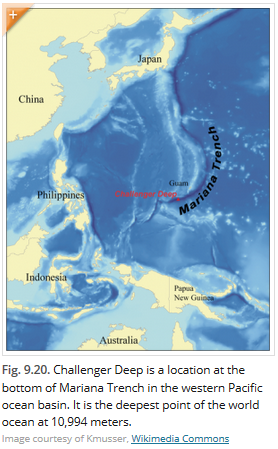 +
Japan
China
Guam
Philippines
Challenger Deep
Mariana Trench
Indonesia
Papua
New Guinea
Australia
Fig. 9.20. Challenger Deep is a location at the
bottom of Mariana Trench in the western Pacific
ocean basin. It is the deepest point of the world
ocean at 10,994 meters.
Image courtesy of Kmusser, Wikimedia Commons